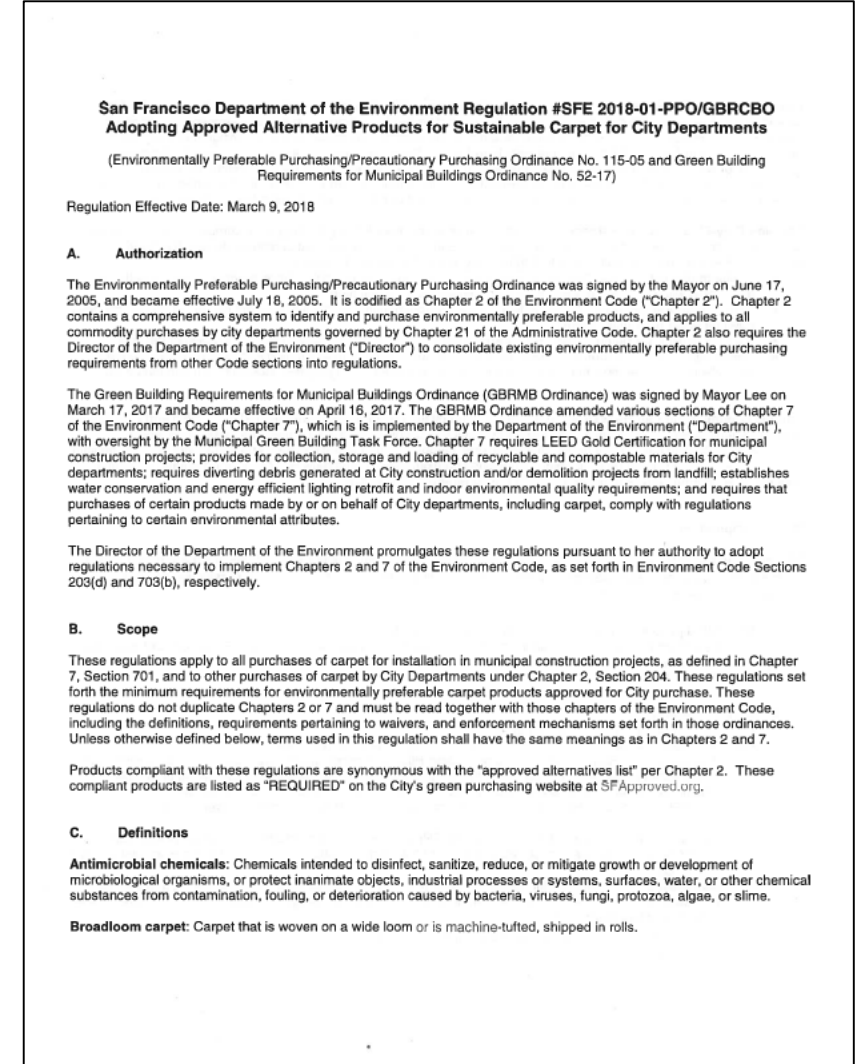 San Francisco Department of the Environment Regulation #SFE 2018-01-PPO/GBRCBO
Adopting Approved Alternative Products for Sustainable Carpet for City Departments
(Environmentally Preferable Purchasing/Precautionary Purchasing Ordinance No. 115-05 and Green Building
Requirements for Municipal Buildings Ordinance No. 52-17)
Regulation Effective Date: March 9, 2018
A. Authorization
The Environmentally Preferable Purchasing/Precautionary Purchasing Ordinance was signed by the Mayor on June 17,
2005, and became effective July 18, 2005. It is codified as Chapter 2 of the Environment Code ("Chapter 2"). Chapter 2
contains a comprehensive system to identify and purchase environmentally preferable products, and applies to all
commodity purchases by city departments governed by Chapter 21 of the Administrative Code. Chapter 2 also requires the
Director of the Department of the Environment ("Director") to consolidate existing environmentally preferable purchasing
requirements from other Code sections into regulations.
The Green Building Requirements for Municipal Buildings Ordinance (GBRMB Ordinance) was signed by Mayor Lee on
March 17, 2017 and became effective on April 16, 2017. The GBRMB Ordinance amended various sections of Chapter 7
of the Environment Code ("Chapter 7"), which is is implemented by the Department of the Environment ("Department"),
with oversight by the Municipal Green Building Task Force. Chapter 7 requires LEED Gold Certification for municipal
construction projects; provides for collection, storage and loading of recyclable and compostable materials for City
departments; requires diverting debris generated at City construction and/or demolition projects from landfill; establishes
water conservation and energy efficient lighting retrofit and indoor environmental quality requirements; and requires that
purchases of certain products made by or on behalf of City departments, including carpet, comply with regulations
pertaining to certain environmental attributes.
The Director of the Department of the Environment promulgates these regulations pursuant to her authority to adopt
regulations necessary to implement Chapters 2 and 7 of the Environment Code, as set forth in Environment Code Sections
203(d) and 703(b), respectively.
B. Scope
These regulations apply to all purchases of carpet for installation in municipal construction projects, as defined in Chapter
7, Section 701, and to other purchases of carpet by City Departments under Chapter 2, Section 204. These regulations set
forth the minimum requirements for environmentally preferable carpet products approved for City purchase. These
regulations do not duplicate Chapters 2 or 7 and must be read together with those chapters of the Environment Code,
including the definitions, requirements pertaining to waivers, and enforcement mechanisms set forth in those ordinances.
Unless otherwise defined below, terms used in this regulation shall have the same meanings as in Chapters 2 and 7.
Products compliant with these regulations are synonymous with the "approved alternatives list" per Chapter 2. These
compliant products are listed as "REQUIRED" on the City's green purchasing website at SFApproved.org.
C. Definitions
Antimicrobial chemicals: Chemicals intended to disinfect, sanitize, reduce, or mitigate growth or development of
microbiological organisms, or protect inanimate objects, industrial processes or systems, surfaces, water, or other chemical
substances from contamination, fouling, or deterioration caused by bacteria, viruses, fungi, protozoa, algae, or slime.
Broadloom carpet: Carpet that is woven on a wide loom or is machine-tufted, shipped in rolls.